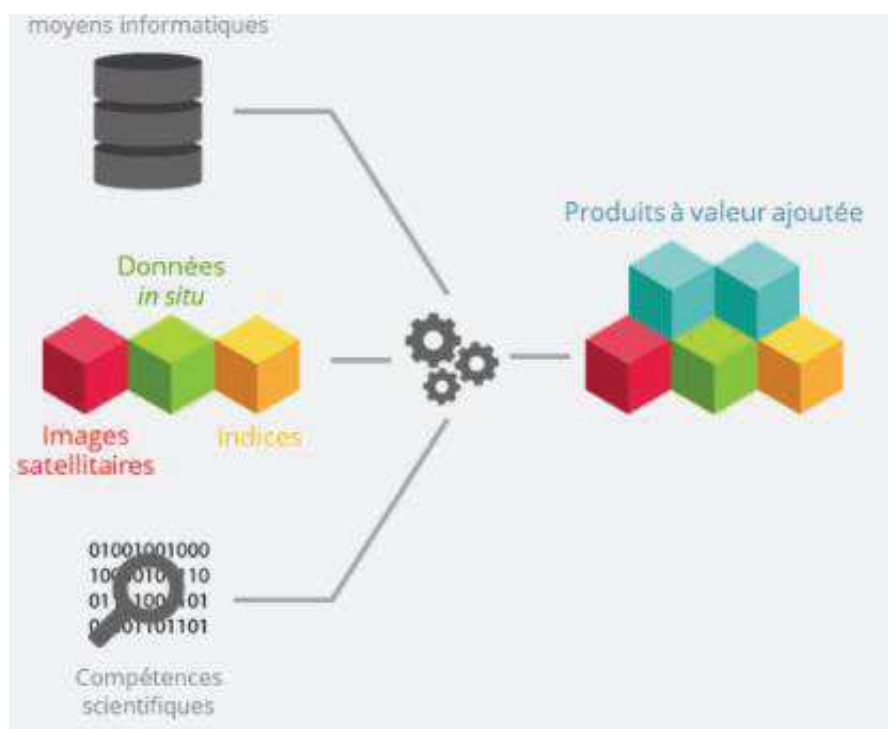 moyens informatiques
Produits à valeur ajoutée
Données
in situ
Images
satellitaires
Indices
01001001000
Compétences
scientifiques